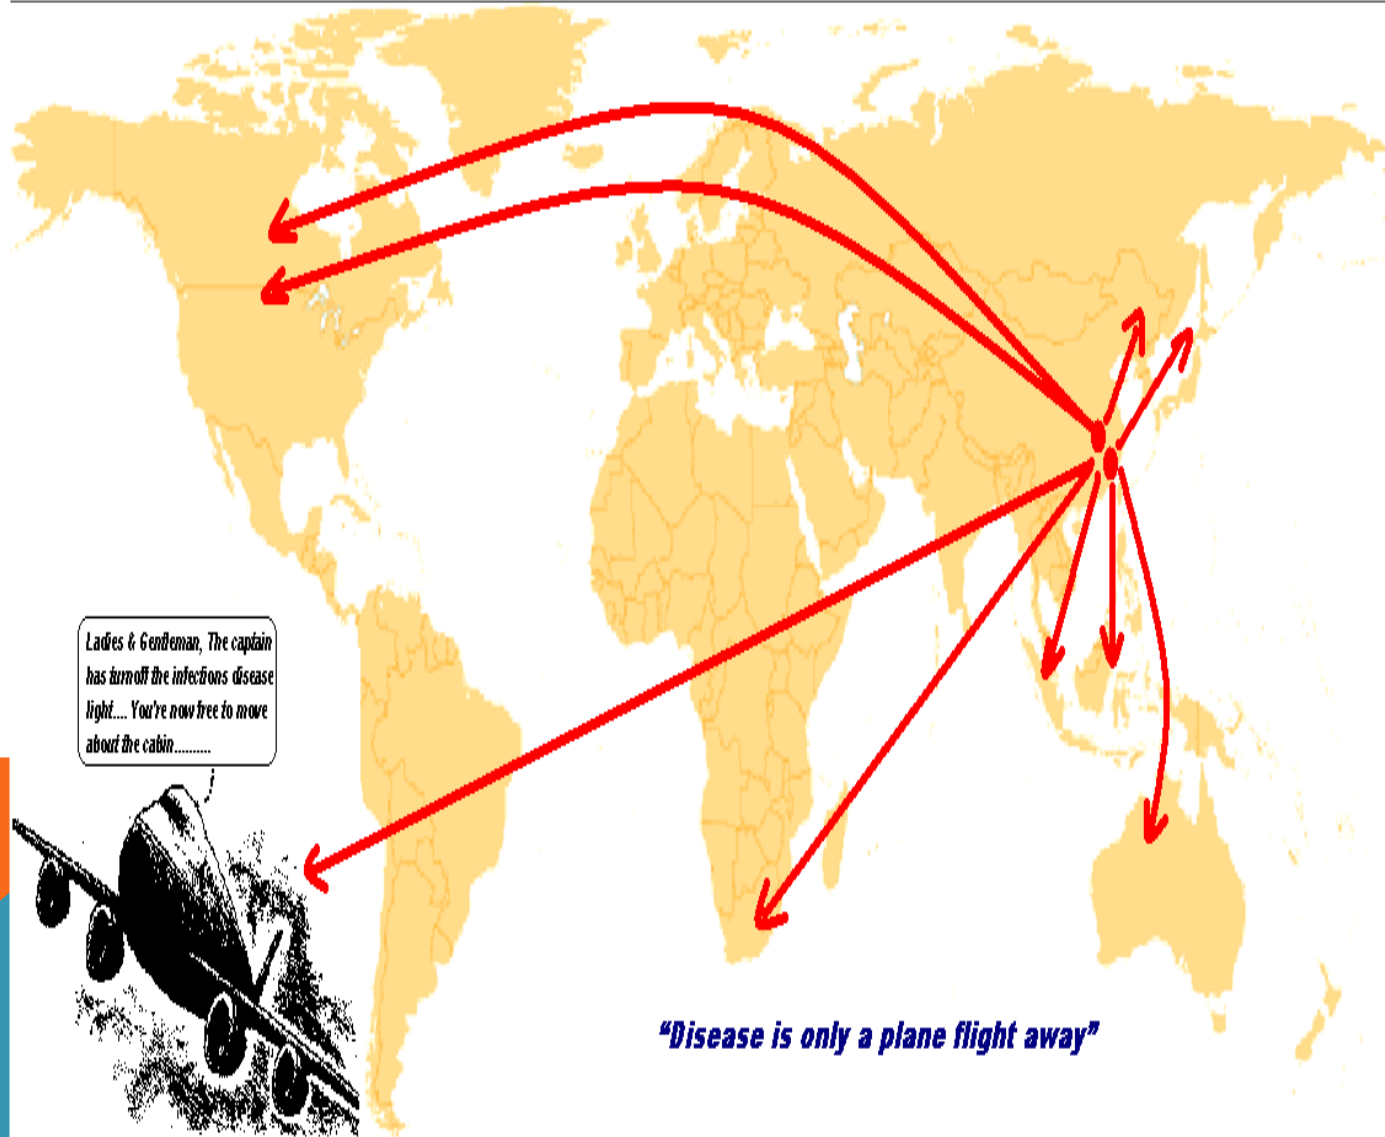 Ladies & Gentleman, The captain
has turnoff the infections disease
light.... You're now free to move
about the cabin..........
“Disease is only a plane flight away”